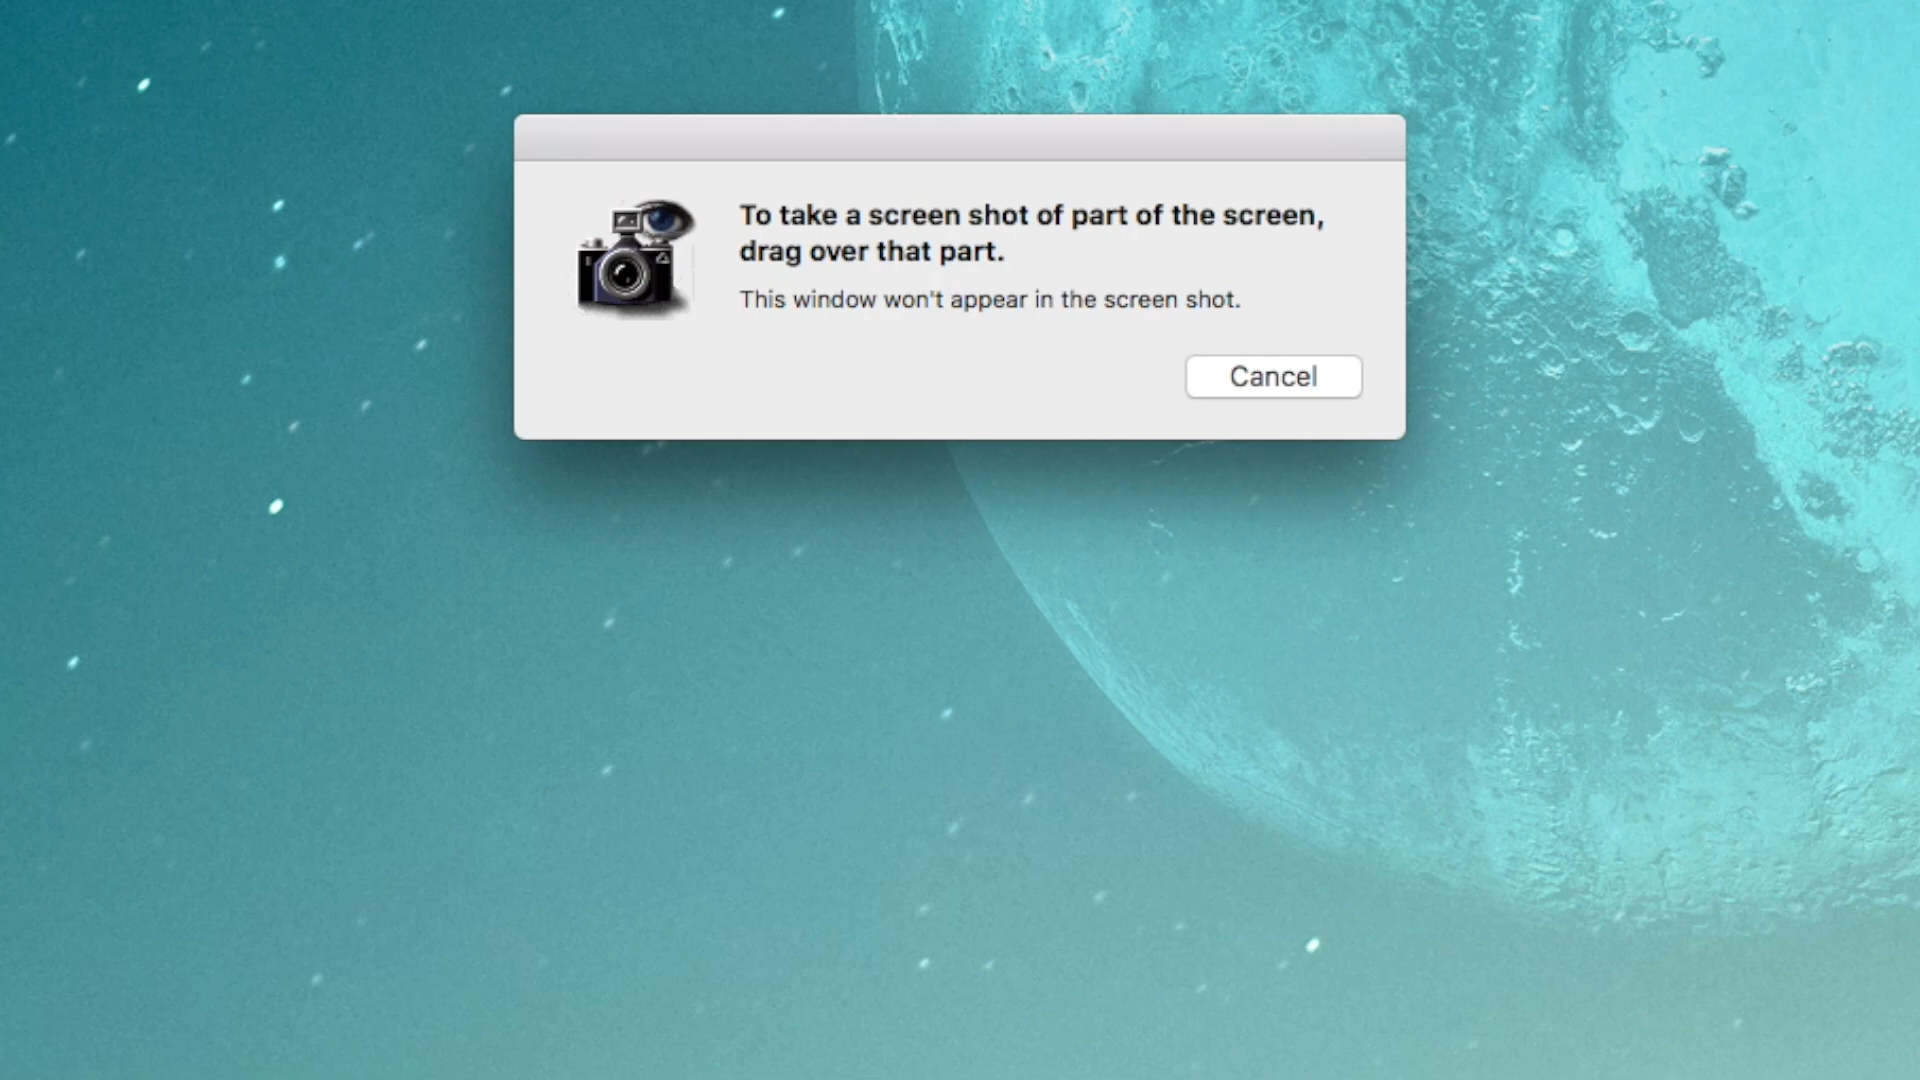 To take a screen shot of part of the screen,
drag over that part.
This window won't appear in the screen shot.
Cancel